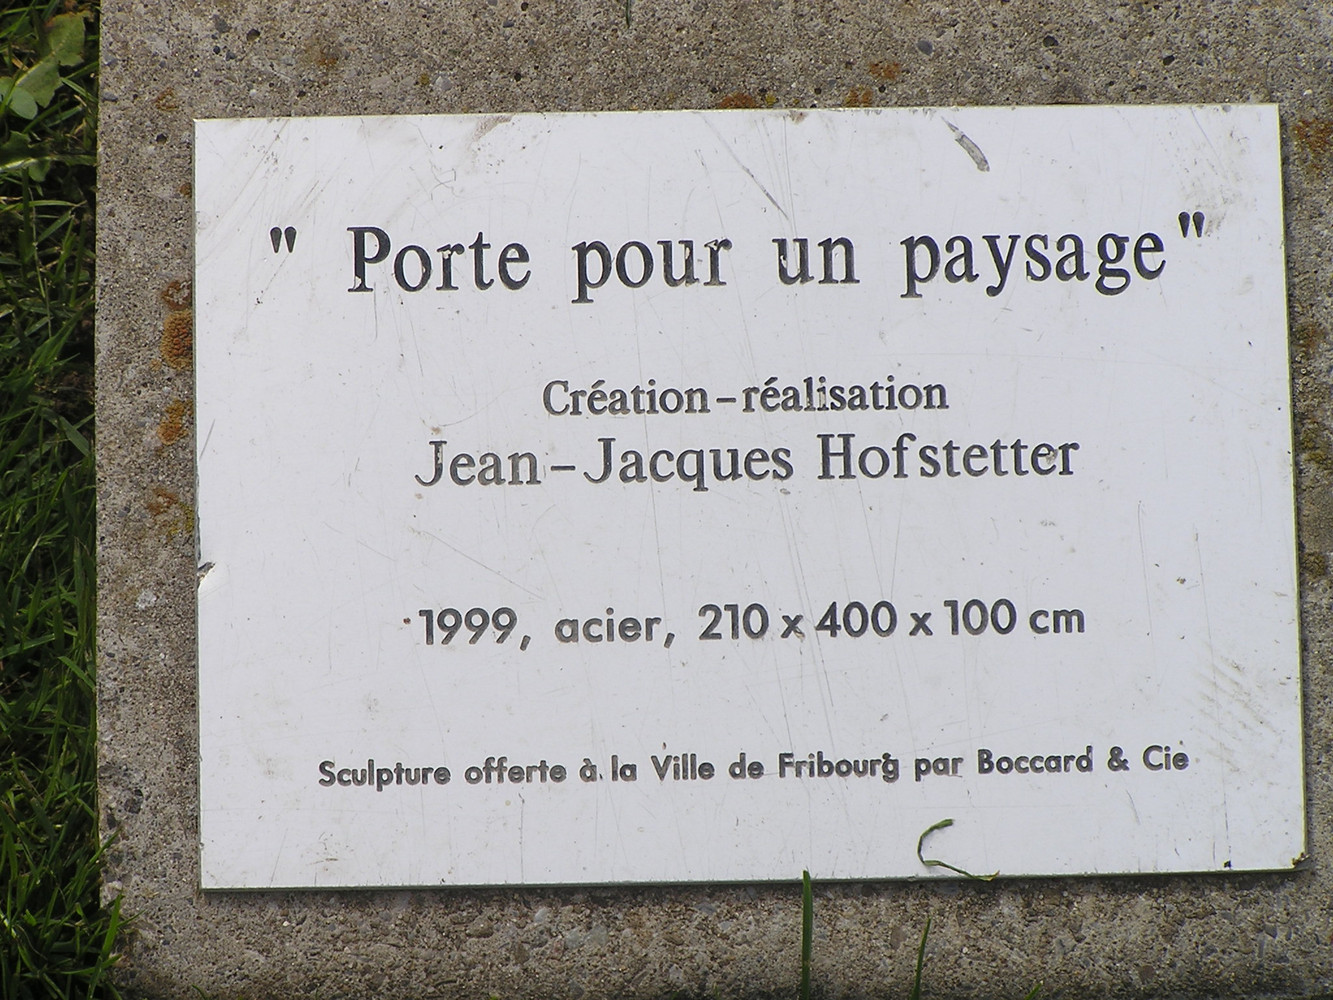 " Porte pour un paysage"
Création-réalisation
Jean-Jacques Hofstetter
1999, acier, 210 x 400 x 100 cm
Sculpture offerte à la Ville de Fribourg par Boccard & Cie